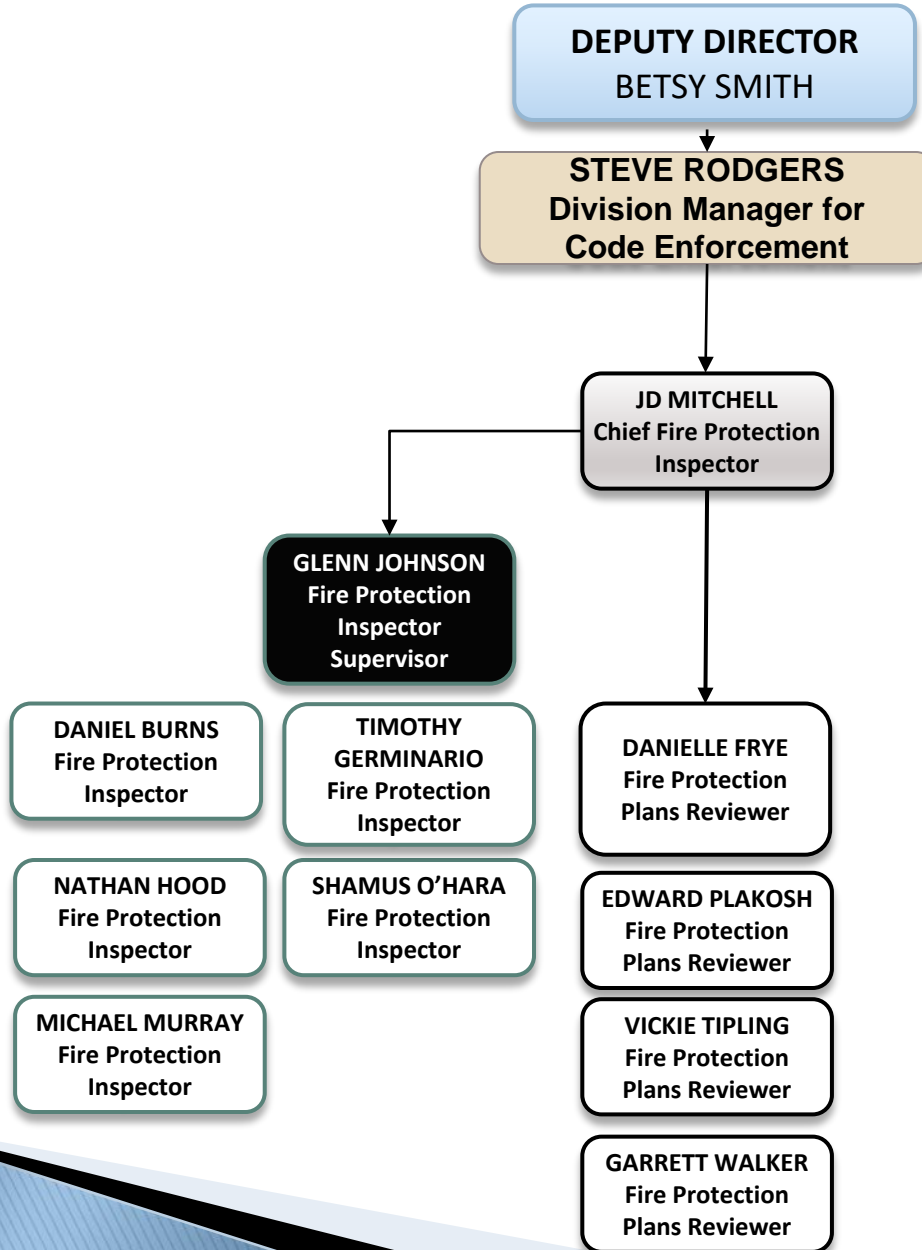 DEPUTY DIRECTOR
BETSY SMITH
STEVE RODGERS
Division Manager for
Code Enforcement
JD MITCHELL
Chief Fire Protection
Inspector
GLENN JOHNSON
Fire Protection
Inspector
Supervisor
DANIEL BURNS
Fire Protection
Inspector
TIMOTHY
GERMINARIO
Fire Protection
Inspector
DANIELLE FRYE
Fire Protection
Plans Reviewer
NATHAN HOOD
Fire Protection
Inspector
SHAMUS O’HARA
Fire Protection
Inspector
EDWARD PLAKOSH
Fire Protection
Plans Reviewer
MICHAEL MURRAY
Fire Protection
Inspector
VICKIE TIPLING
Fire Protection
Plans Reviewer
GARRETT WALKER
Fire Protection
Plans Reviewer